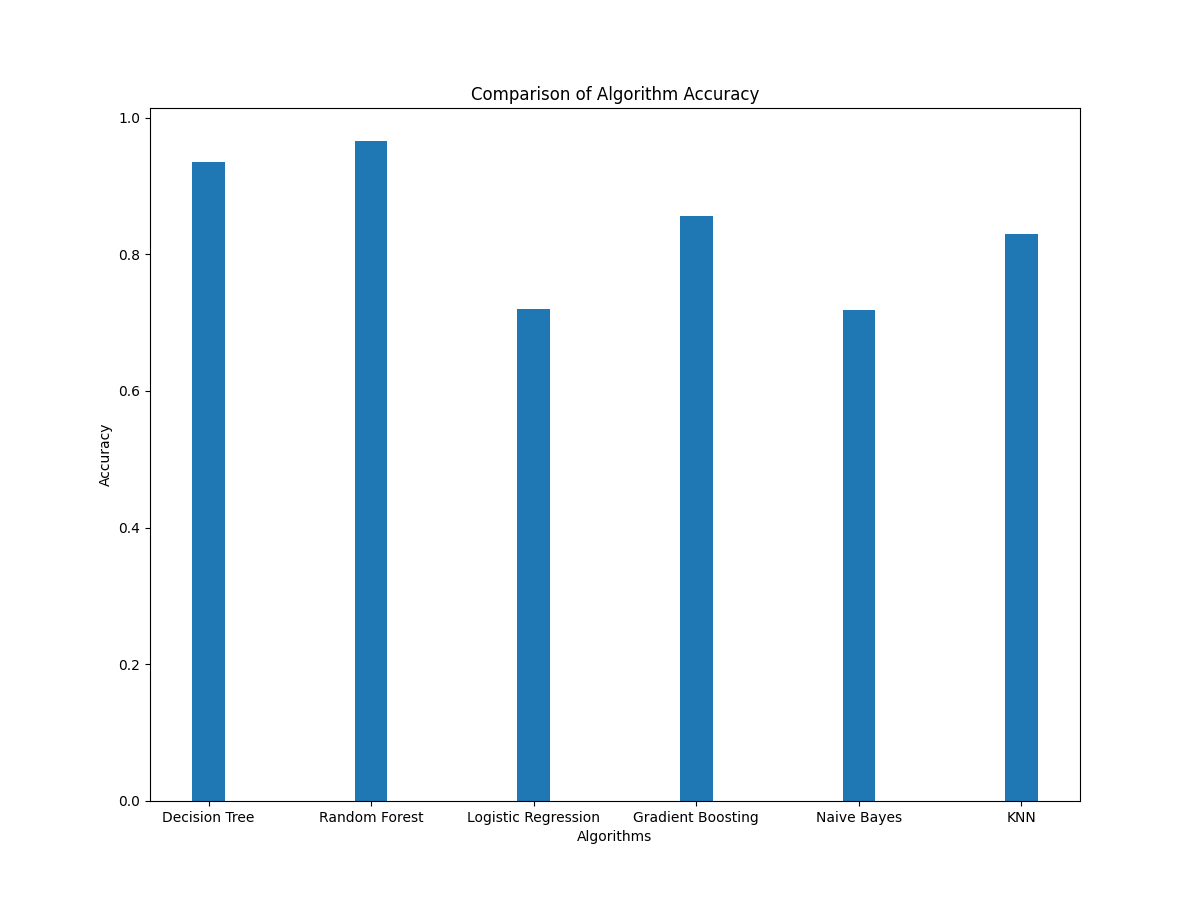 Comparison of Algorithm Accuracy
1.0
0.8
0.6
0.4
0.2
0.0
Accuracy
Decision Tree Random Forest Logistic Regression Gradient Boosting Naive Bayes KNN
Algorithms